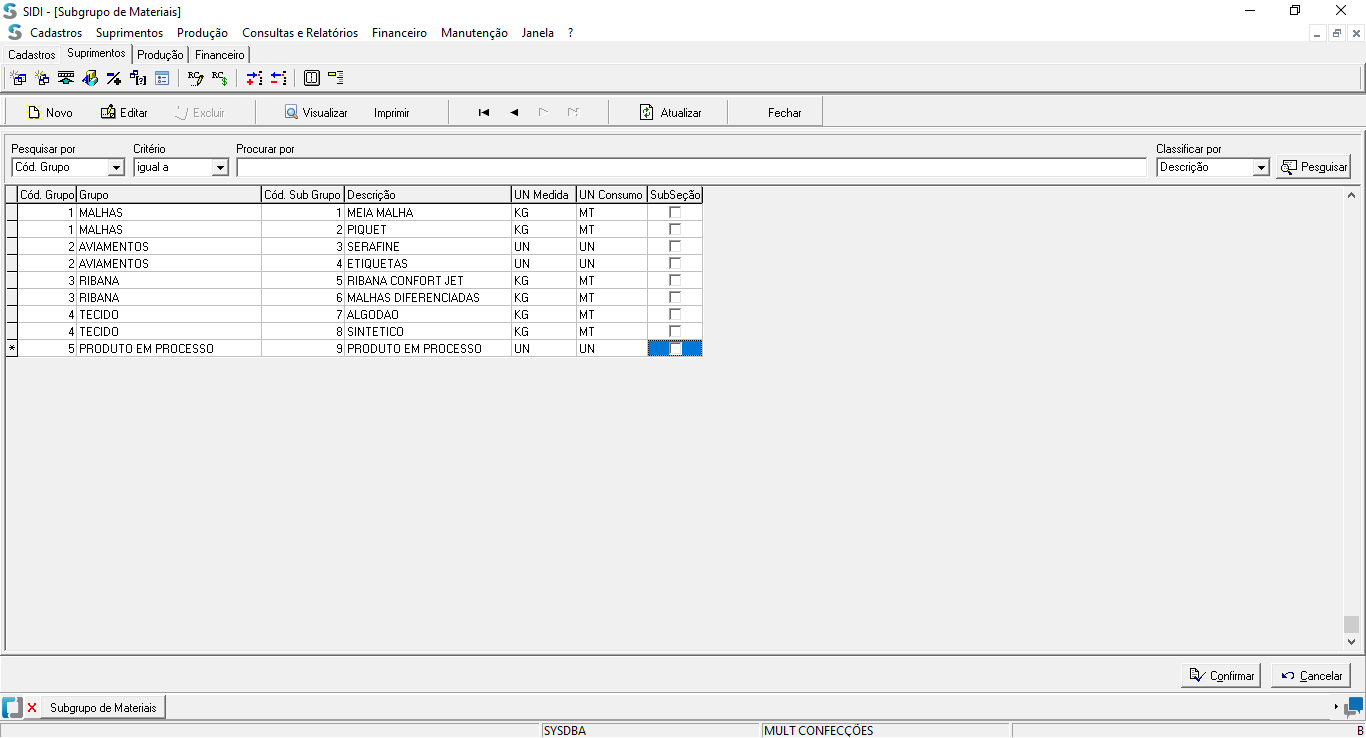 SIDI - [Subgrupo de Materiais]
Cadastros Suprimentos Produção Consultas e Relatórios Financeiro Manutenção Janela ?
Cadastros Suprimentos Produção Financeiro
Novo Editar Excluir Visualizar Imprimir Atualizar Fechar
Pesquisar por Critério Procurar por Classificar por
Cód. Grupo igual a Descrição Pesquisar
Cód. Grupo Grupo Cód. Sub Grupo Descrição UN Medida UN Consumo SubSeção
1 MALHAS 1 MEIA MALHA KG MT
1 MALHAS 2 PIQUET KG MT
2 AVIAMENTOS 3 SERAFINE UN UN
2 AVIAMENTOS 4 ETIQUETAS UN UN
3 RIBANA 5 RIBANA CONFORT JET KG MT
3 RIBANA 6 MALHAS DIFERENCIADAS KG MT
4 TECIDO 7 ALGODAO KG MT
4 TECIDO 8 SINTETICO KG MT
* 5 PRODUTO EM PROCESSO 9 PRODUTO EM PROCESSO UN UN
Confirmar Cancelar
Subgrupo de Materiais
SYSDBA MULT CONFECÇÕES B